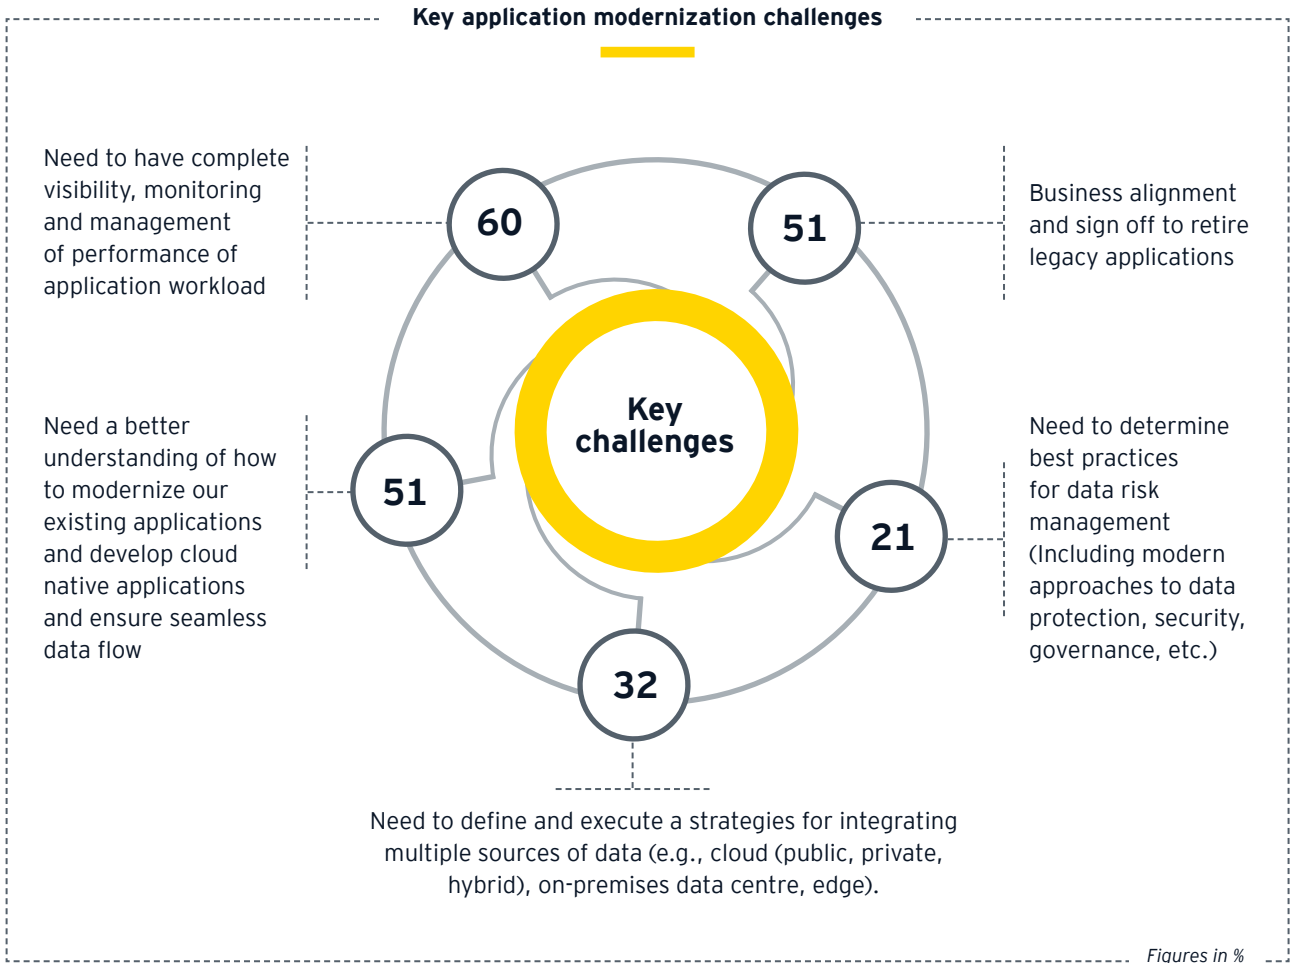 Key application modernization challenges
Need to have complete
visibility, monitoring
and management
of performance of
application workload
60
51
Business alignment
and sign off to retire
legacy applications
Key
challenges
Need a better
understanding of how
to modernize our
existing applications
and develop cloud
native applications
and ensure seamless
data flow
51
21
Need to determine
best practices
for data risk
management
(Including modern
approaches to data
protection, security,
governance, etc.)
32
Need to define and execute a strategies for integrating
multiple sources of data (e.g., cloud (public, private,
hybrid), on-premises data centre, edge).
Figures in %